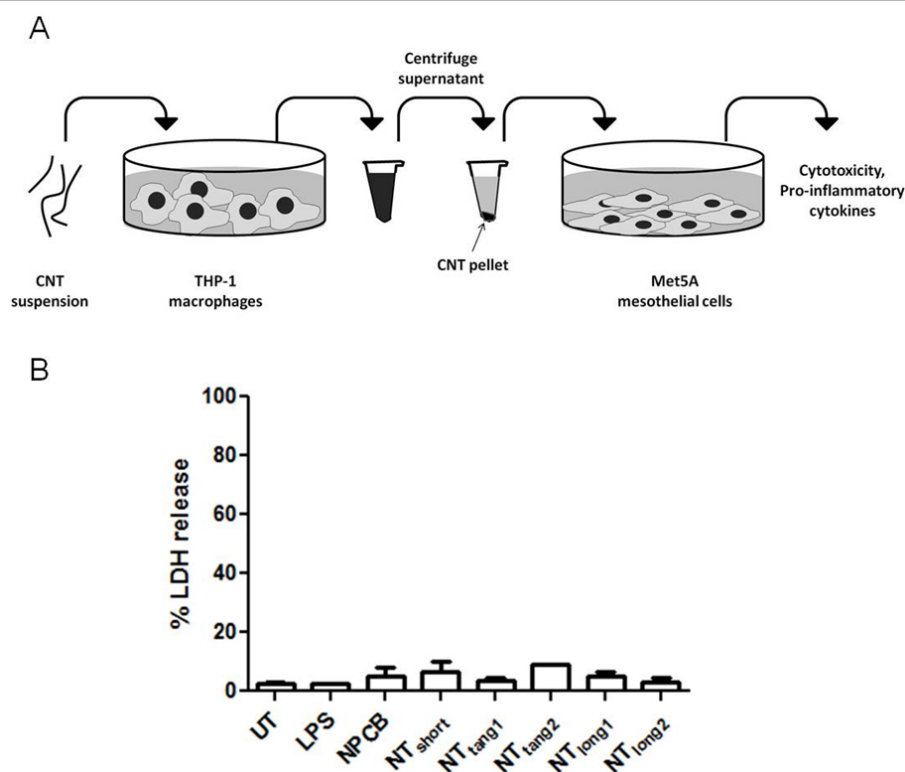 A
Centrifuge
supernatant
Cytotoxicity,
Pro-inflammatory
cytokines
CNT pellet
CNT
suspension
THP-1
macrophages
Met5A
mesothelial cells
B
% LDH release
100
80
60
40
20
0
UT
LPS
NPCB
NTshort
NTtang1
NTtang2
NTlong1
NTlong2